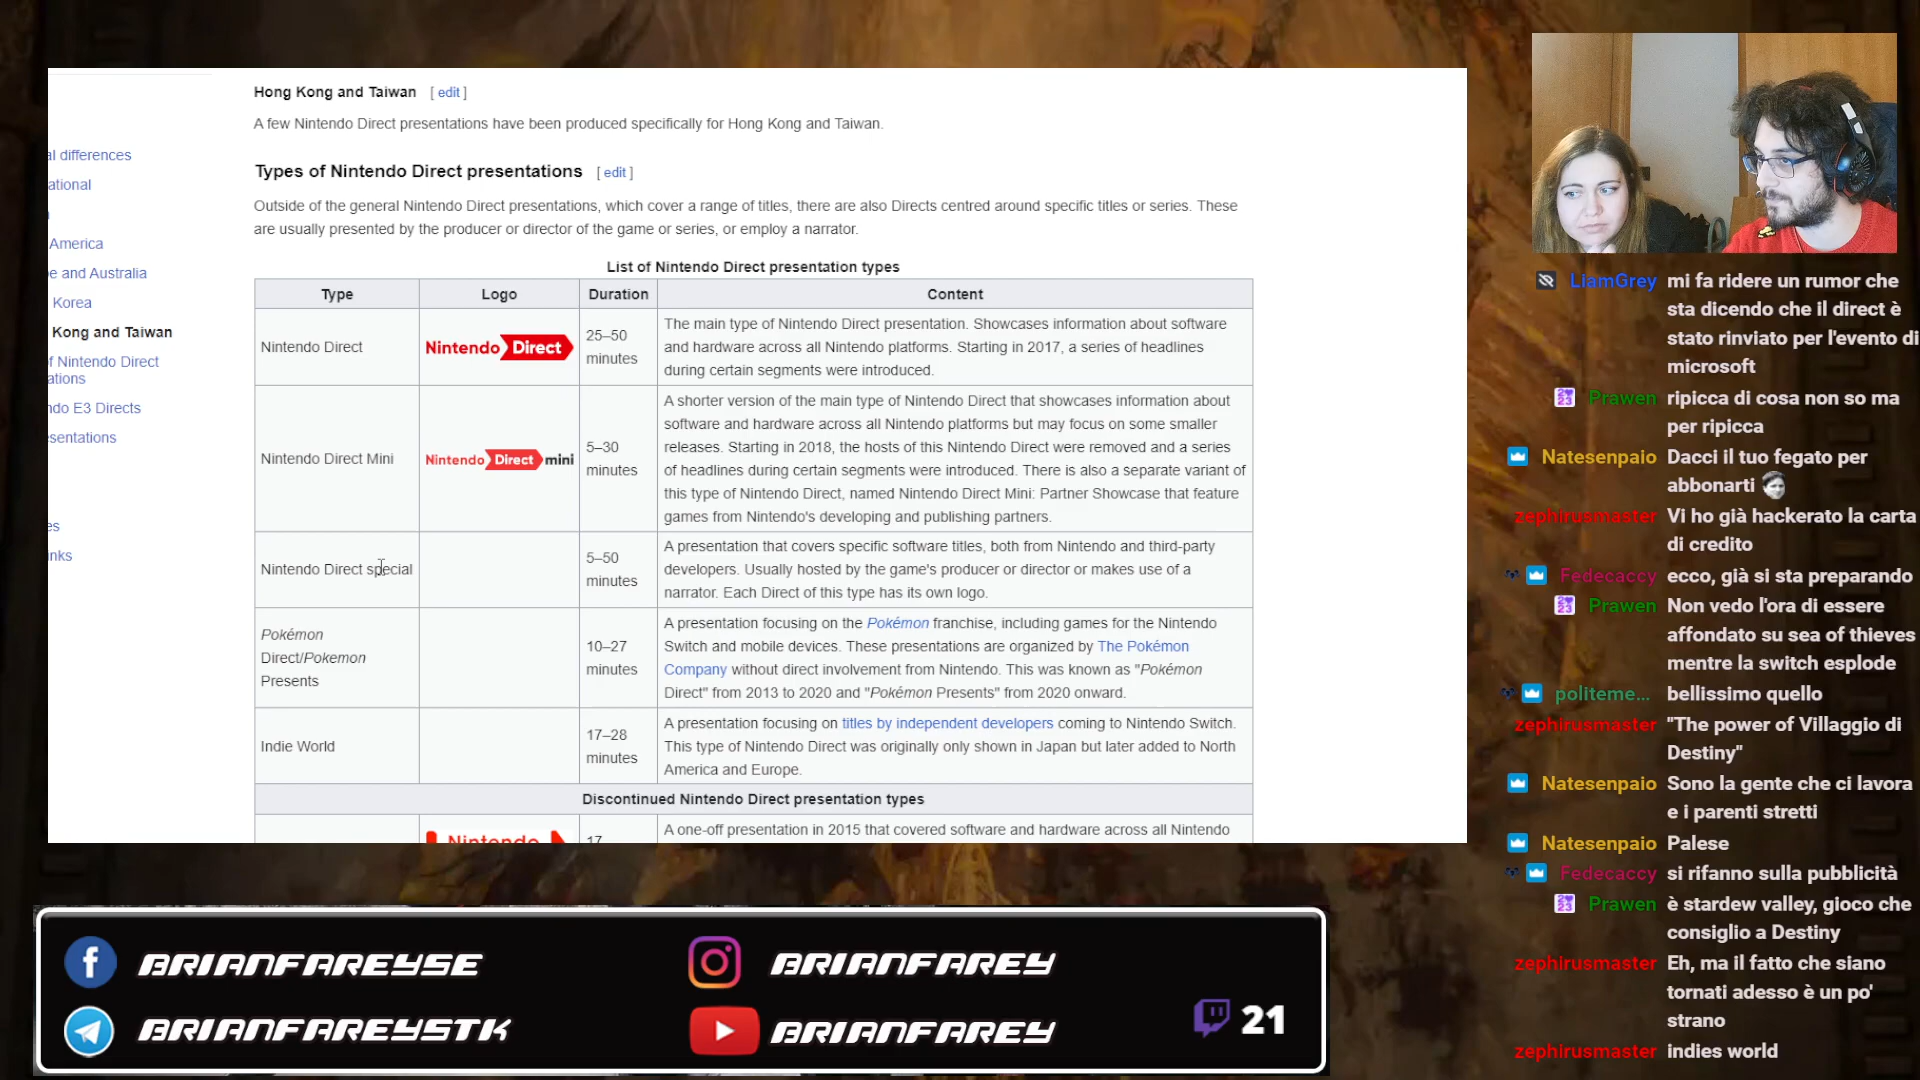 Hong Kong and Taiwan [ edit ]
A few Nintendo Direct presentations have been produced specifically for Hong Kong and Taiwan.
Types of Nintendo Direct presentations [ edit ]
Outside of the general Nintendo Direct presentations, which cover a range of titles, there are also Directs centred around specific titles or series. These
are usually presented by the producer or director of the game or series, or employ a narrator.
al differences
ational
America
e and Australia
Korea
Kong and Taiwan
f Nintendo Direct
ations
ndo E3 Directs
sentations
es
nks
List of Nintendo Direct presentation types
Type Logo Duration Content
Nintendo Direct
Nintendo Direct
25–50
minutes
The main type of Nintendo Direct presentation. Showcases information about software
and hardware across all Nintendo platforms. Starting in 2017, a series of headlines
during certain segments were introduced.
Nintendo Direct Mini
Nintendo Direct mini
5–30
minutes
A shorter version of the main type of Nintendo Direct that showcases information about
software and hardware across all Nintendo platforms but may focus on some smaller
releases. Starting in 2018, the hosts of this Nintendo Direct were removed and a series
of headlines during certain segments were introduced. There is also a separate variant of
this type of Nintendo Direct, named Nintendo Direct Mini: Partner Showcase that feature
games from Nintendo's developing and publishing partners.
Nintendo Direct special
5–50
minutes
A presentation that covers specific software titles, both from Nintendo and third-party
developers. Usually hosted by the game's producer or director or makes use of a
narrator. Each Direct of this type has its own logo.
Pokémon
Direct/Pokemon
Presents
10–27
minutes
A presentation focusing on the Pokémon franchise, including games for the Nintendo
Switch and mobile devices. These presentations are organized by The Pokémon
Company without direct involvement from Nintendo. This was known as "Pokémon
Direct" from 2013 to 2020 and "Pokémon Presents" from 2020 onward.
Indie World
17–28
minutes
A presentation focusing on titles by independent developers coming to Nintendo Switch.
This type of Nintendo Direct was originally only shown in Japan but later added to North
America and Europe.
Discontinued Nintendo Direct presentation types
Nintendo
17
A one-off presentation in 2015 that covered software and hardware across all Nintendo
LiamGrey mi fa ridere un rumor che
sta dicendo che il direct è
stato rinviato per l'evento di
microsoft
Prawen ripicca di cosa non so ma
per ripicca
Natesenpaio Dacci il tuo fegato per
abbonarti
zephirusmaster Vi ho già hackerato la carta
di credito
Fedecaccy ecco, già si sta preparando
Prawen Non vedo l'ora di essere
affondato su sea of thieves
mentre la switch esplode
politeme... bellissimo quello
zephirusmaster "The power of Villaggio di
Destiny"
Natesenpaio Sono la gente che ci lavora
e i parenti stretti
Natesenpaio Palese
Fedecaccy si rifanno sulla pubblicità
Prawen è stardew valley, gioco che
consiglio a Destiny
zephirusmaster Eh, ma il fatto che siano
tornati adesso è un po'
strano
zephirusmaster indies world
BRIANFAREYSE
BRIANFAREY
BRIANFAREYSTK
BRIANFAREY
21